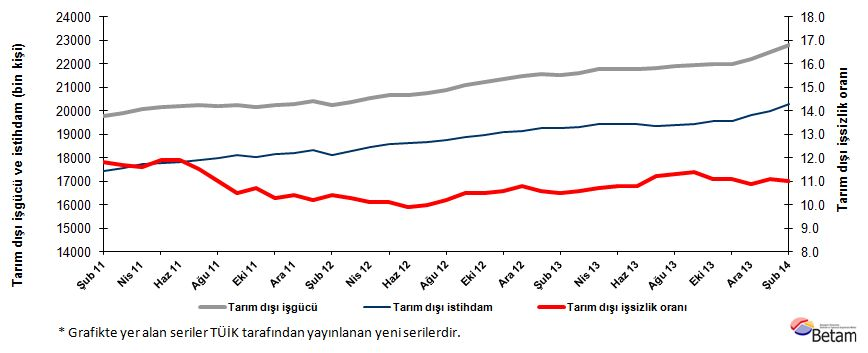 Tarım dışı işgücü ve istihdam (bin kişi)
24000
23000
22000
21000
20000
19000
18000
17000
16000
15000
14000
18.0
17.0
16.0
15.0
14.0
13.0
12.0
11.0
10.0
9.0
8.0
Tarım dışı işsizlik oranı
Şub 11
Nis 11
Haz 11
Ağu 11
Eki 11
Ara 11
Şub 12
Nis 12
Haz 12
Ağu 12
Eki 12
Ara 12
Şub 13
Nis 13
Haz 13
Ağu 13
Eki 13
Ara 13
Şub 14
Tarım dışı işgücü
Tarım dışı istihdam
Tarım dışı işsizlik oranı
* Grafikte yer alan seriler TÜİK tarafından yayınlanan yeni serilerdir.
Betam